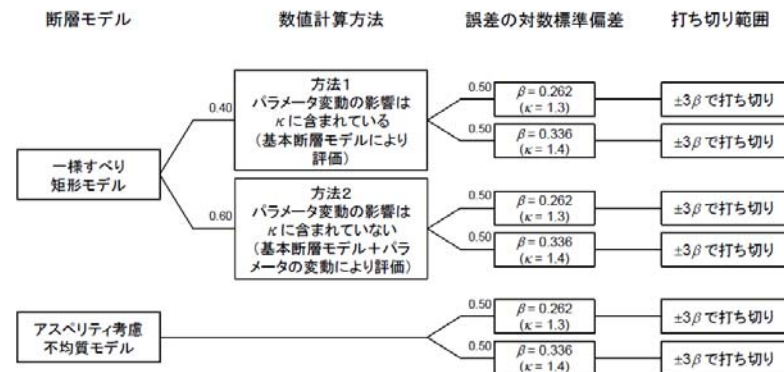 断層モデル
数値計算方法
誤差の対数標準偏差
打ち切り範囲
一様すべり
矩形モデル
0.40
方法1
パラメータ変動の影響は
κに含まれている
(基本断層モデルにより
評価)
0.50
β = 0.262
(κ = 1.3)
±3βで打ち切り
0.50
β = 0.336
(κ = 1.4)
±3βで打ち切り
0.60
方法2
パラメータ変動の影響は
κに含まれていない
(基本断層モデル+パラ
メータの変動により評価)
0.50
β = 0.262
(κ = 1.3)
±3βで打ち切り
0.50
β = 0.336
(κ = 1.4)
±3βで打ち切り
アスペリティ考慮
不均質モデル
0.50
β = 0.262
(κ = 1.3)
±3βで打ち切り
0.50
β = 0.336
(κ = 1.4)
±3βで打ち切り